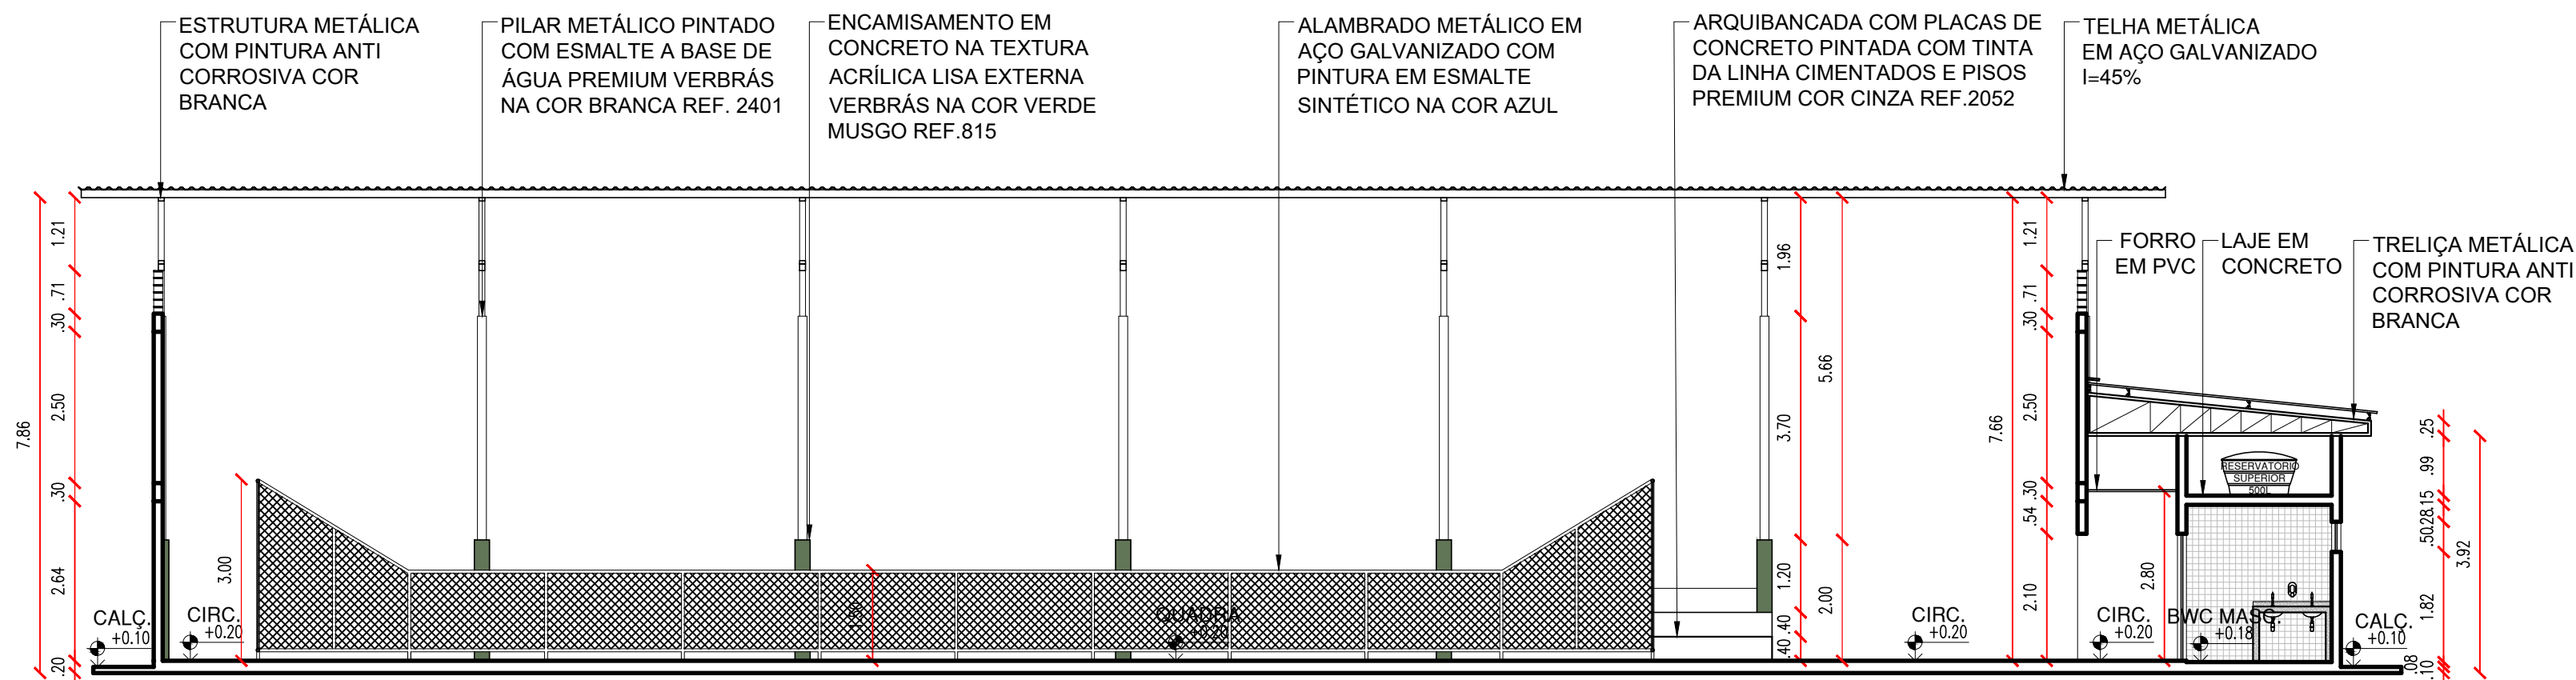 ESTRUTURA METÁLICA
COM PINTURA ANTI
CORROSIVA COR
BRANCA
PILAR METÁLICO PINTADO
COM ESMALTE A BASE DE
ÁGUA PREMIUM VERBRÁS
NA COR BRANCA REF. 2401
ENCAMISAMENTO EM
CONCRETO NA TEXTURA
ACRÍLICA LISA EXTERNA
VERBRÁS NA COR VERDE
MUSGO REF.815
ALAMBRADO METÁLICO EM
AÇO GALVANIZADO COM
PINTURA EM ESMALTE
SINTÉTICO NA COR AZUL
ARQUIBANCADA COM PLACAS DE
CONCRETO PINTADA COM TINTA
DA LINHA CIMENTADOS E PISOS
PREMIUM COR CINZA REF.2052
TELHA METÁLICA
EM AÇO GALVANIZADO
I=45%
FORRO
EM PVC
LAJE EM
CONCRETO
TRELIÇA METÁLICA
COM PINTURA ANTI
CORROSIVA COR
BRANCA
7.86
1.21
.71
.30
2.50
.30
2.64
.20
3.00
1.50
1.96
3.70
1.20
.40
.40
5.66
2.00
7.66
1.21
.71
.30
2.50
.30
.54
2.10
2.80
.25
.99
.15
.28
.50
1.82
.08
.10
3.92
RESERVATORIO
SUPERIOR
500L
CALÇ.
+0.10
CIRC.
+0.20
QUADRA
+0.20
CIRC.
+0.20
CIRC.
+0.20
BWC MASC.
+0.18
CALÇ.
+0.10